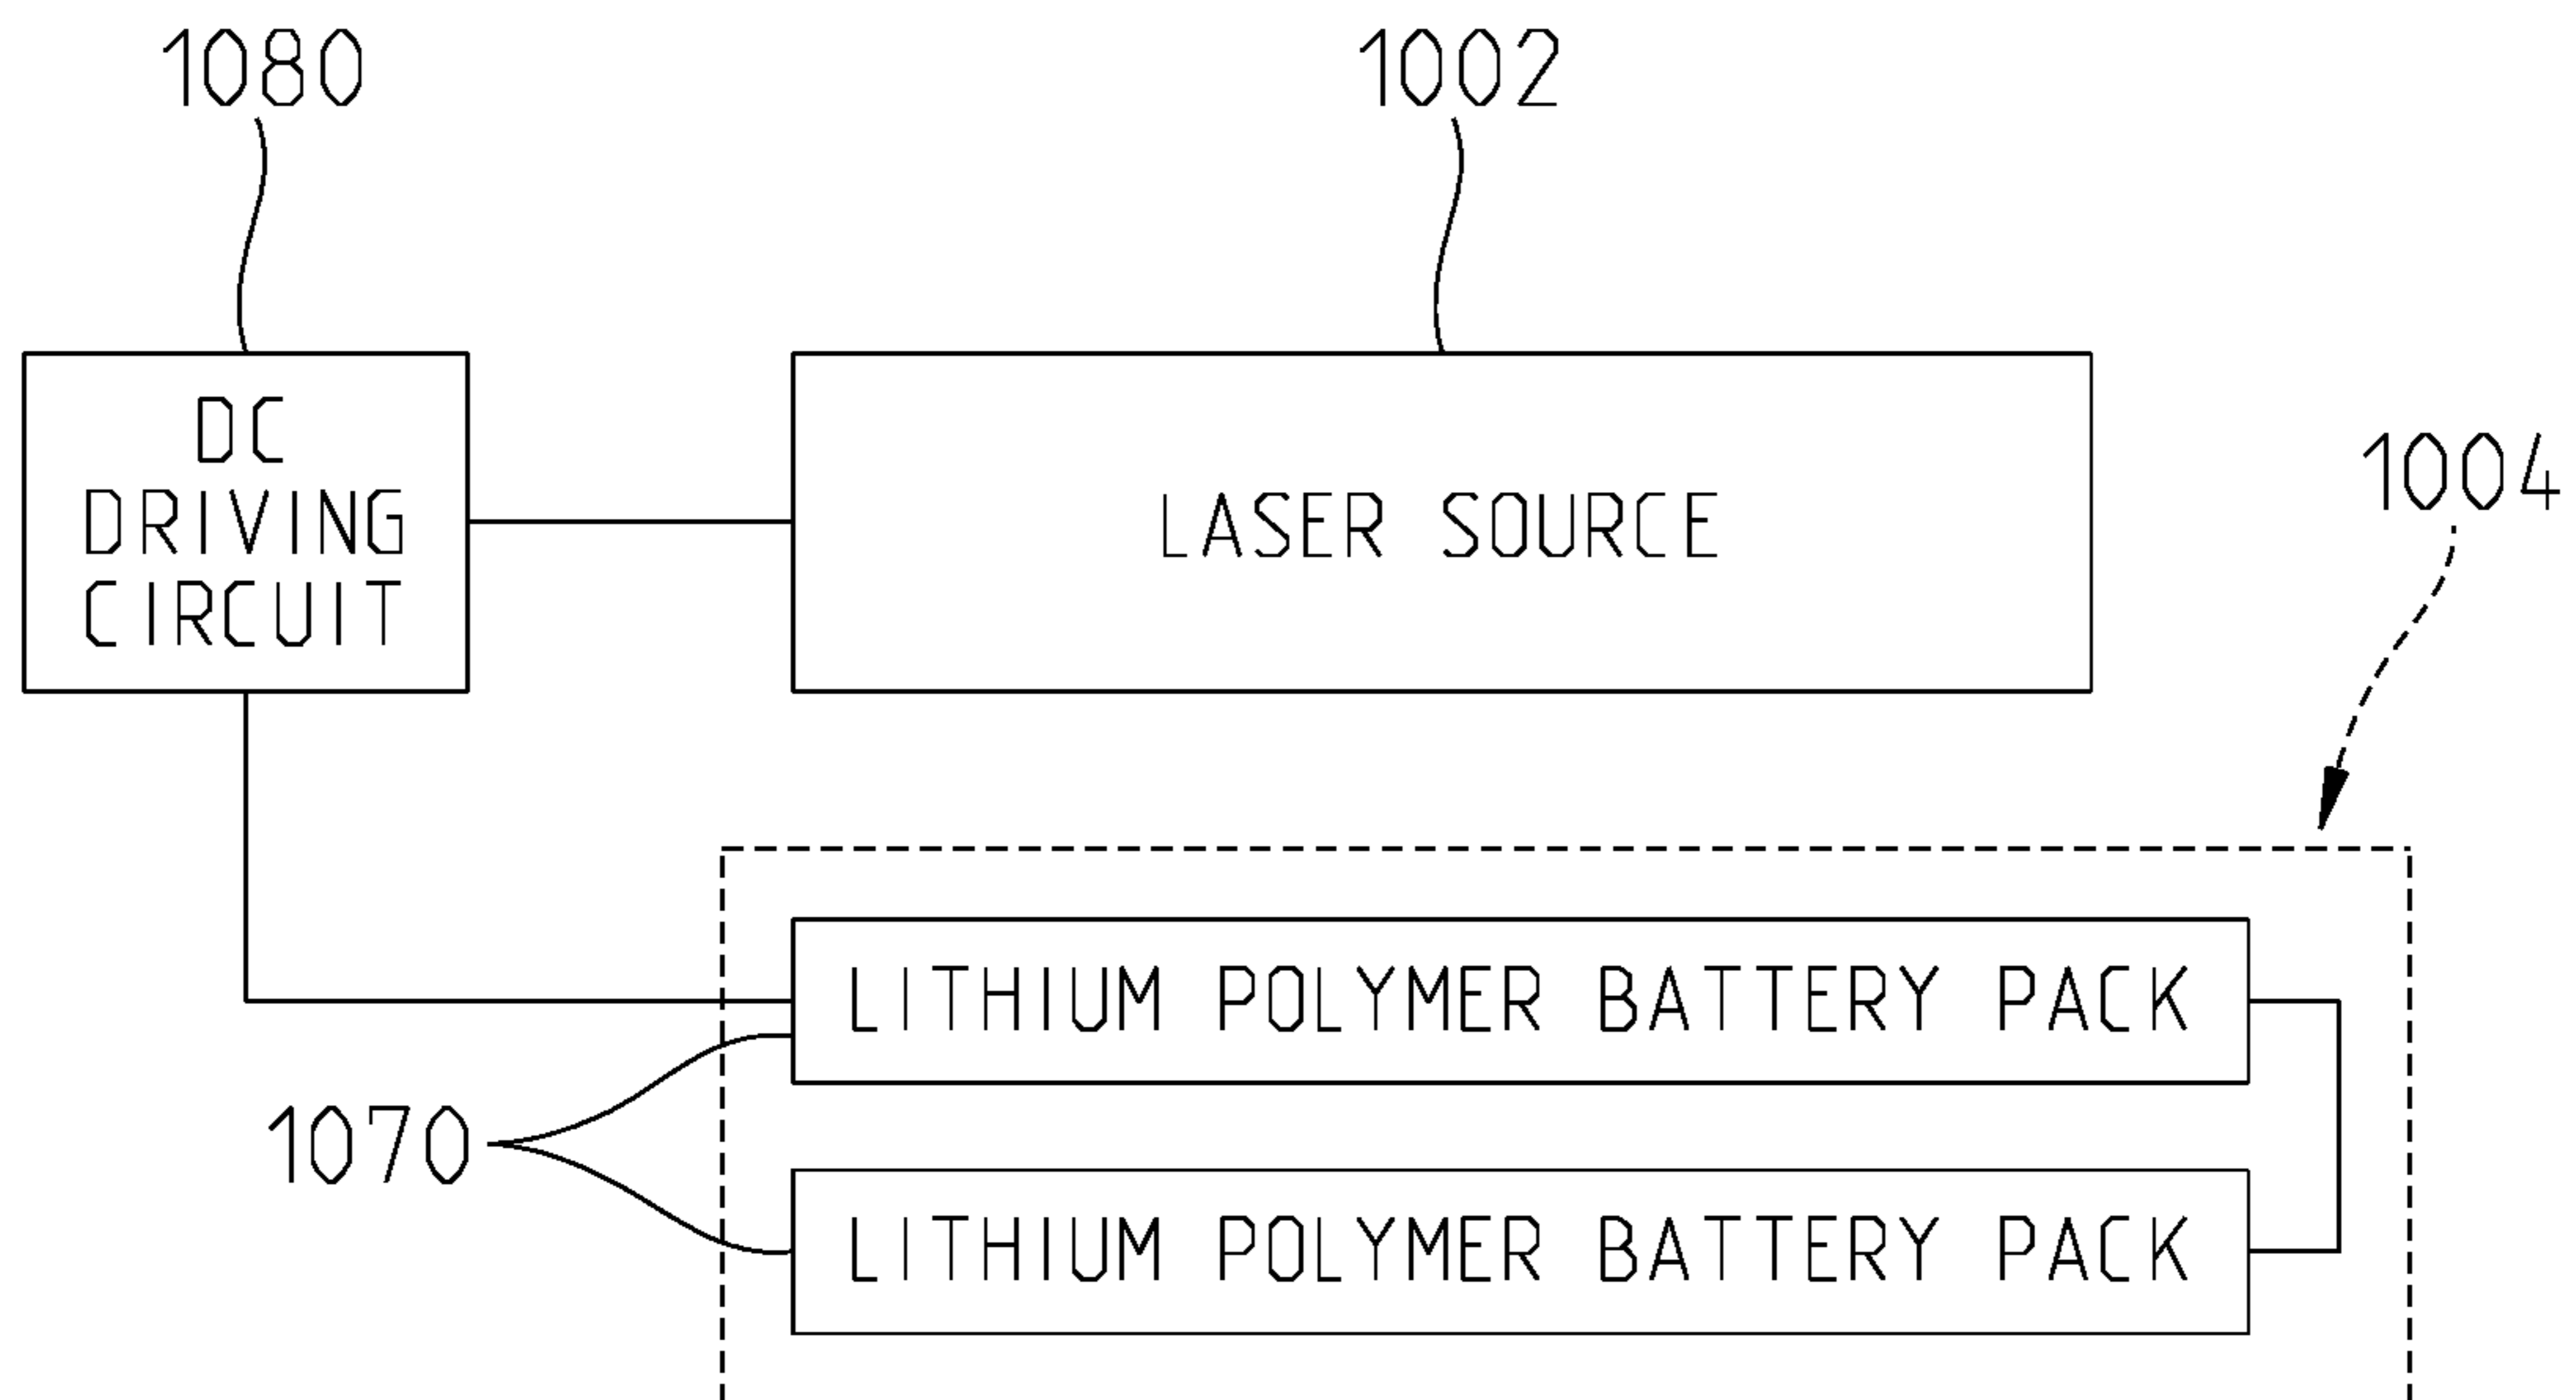 1080
1002
DC
DRIVING
CIRCUIT
LASER SOURCE
1004
LITHIUM POLYMER BATTERY PACK
1070
LITHIUM POLYMER BATTERY PACK